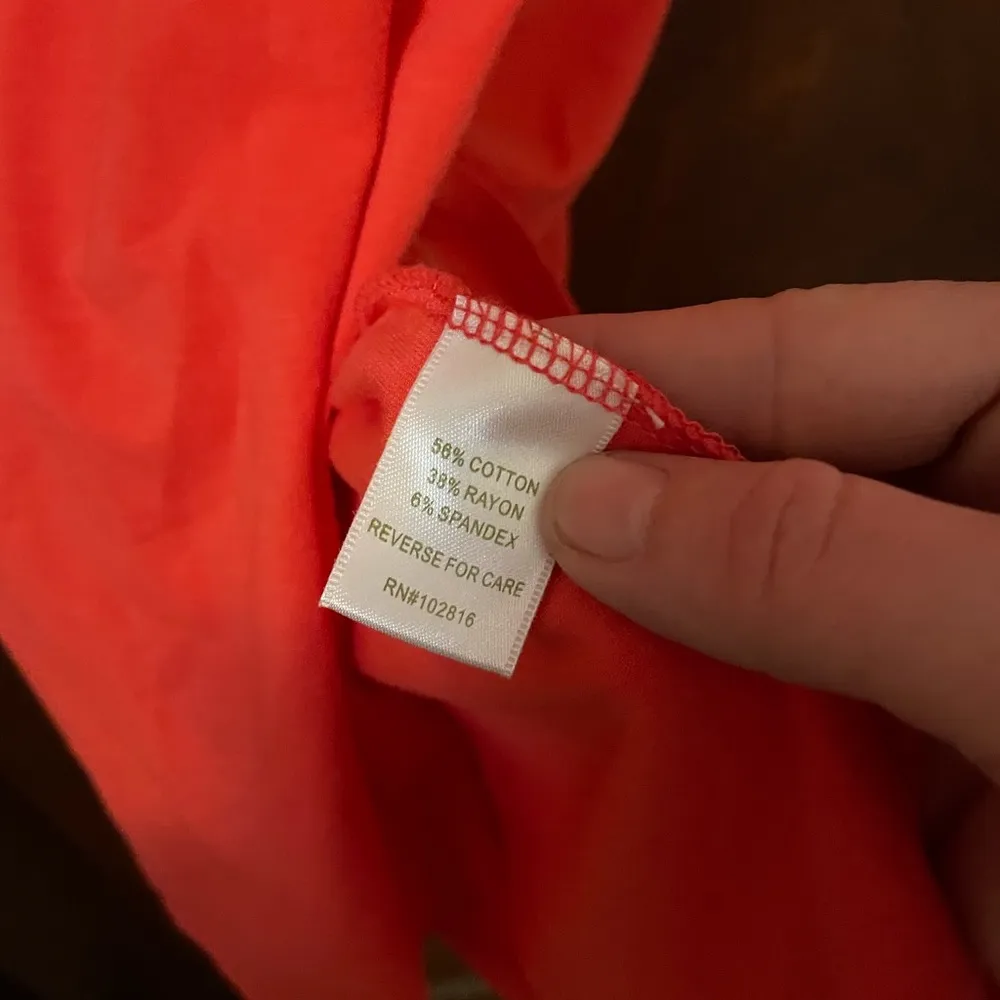 56% COTTON
38% RAYON
6% SPANDEX
REVERSE FOR CARE
RN#102816